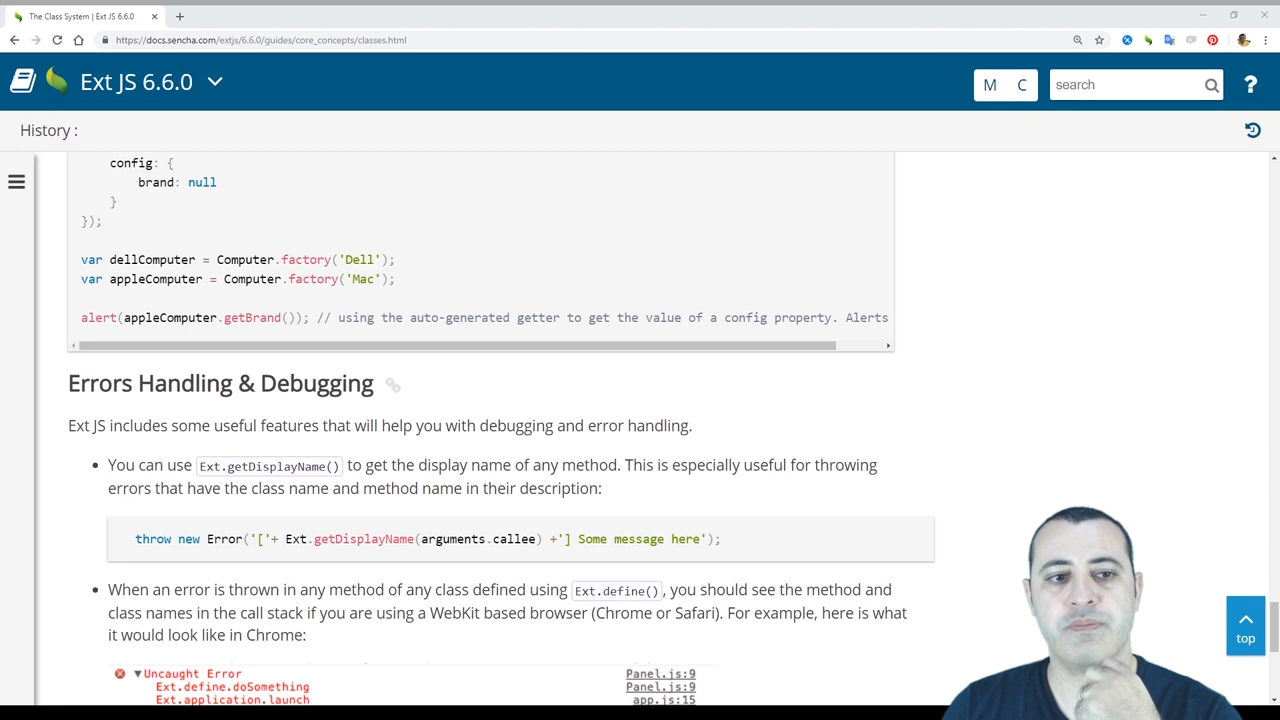 The Class System | Ext JS 6.6.0
https://docs.sencha.com/extjs/6.6.0/guides/core_concepts/classes.html
Ext JS 6.6.0
M C
search
?
History :
config: {
brand: null
}
});
var dellComputer = Computer.factory('Dell');
var appleComputer = Computer.factory('Mac');
alert(appleComputer.getBrand()); // using the auto-generated getter to get the value of a config property. Alerts
Errors Handling & Debugging
Ext JS includes some useful features that will help you with debugging and error handling.
• You can use Ext.getDisplayName() to get the display name of any method. This is especially useful for throwing
errors that have the class name and method name in their description:
throw new Error('['+ Ext.getDisplayName(arguments.callee) +'] Some message here');
• When an error is thrown in any method of any class defined using Ext.define(), you should see the method and
class names in the call stack if you are using a WebKit based browser (Chrome or Safari). For example, here is what
it would look like in Chrome:
Uncaught Error Panel.js:9
Ext.define.doSomething Panel.js:9
Ext.application.launch app.js:15
top